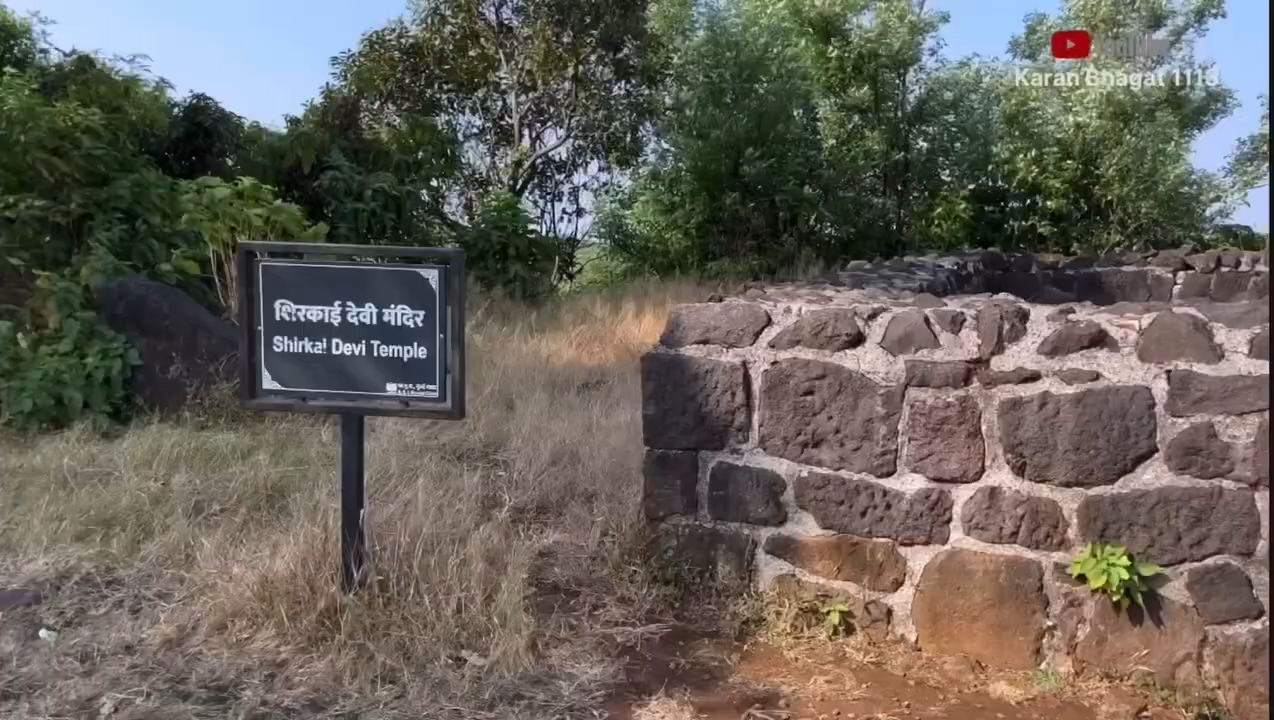 Karan Bhagat 1113
शिरकाई देवी मंदिर
Shirkai Devi Temple